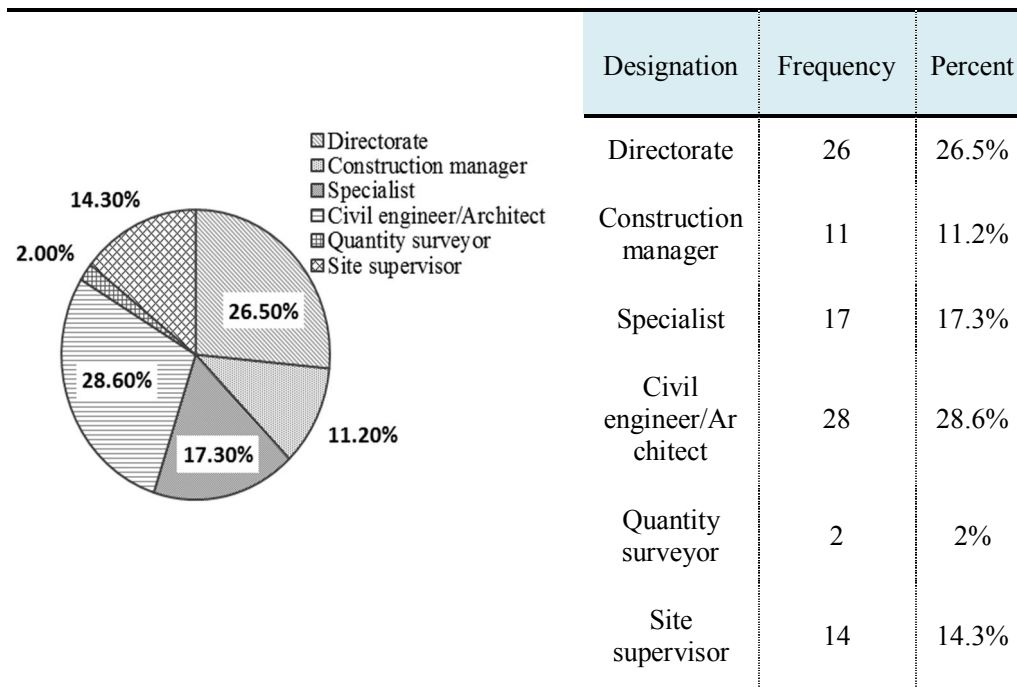 Directorate
Construction manager
Specialist
Civil engineer/Architect
Quantity surveyor
Site supervisor
14.30%
2.00%
26.50%
28.60%
11.20%
17.30%
Designation Frequency Percent
Directorate 26 26.5%
Construction
manager 11 11.2%
Specialist 17 17.3%
Civil
engineer/Ar 28 28.6%
chitect
Quantity
surveyor 2 2%
Site
supervisor 14 14.3%